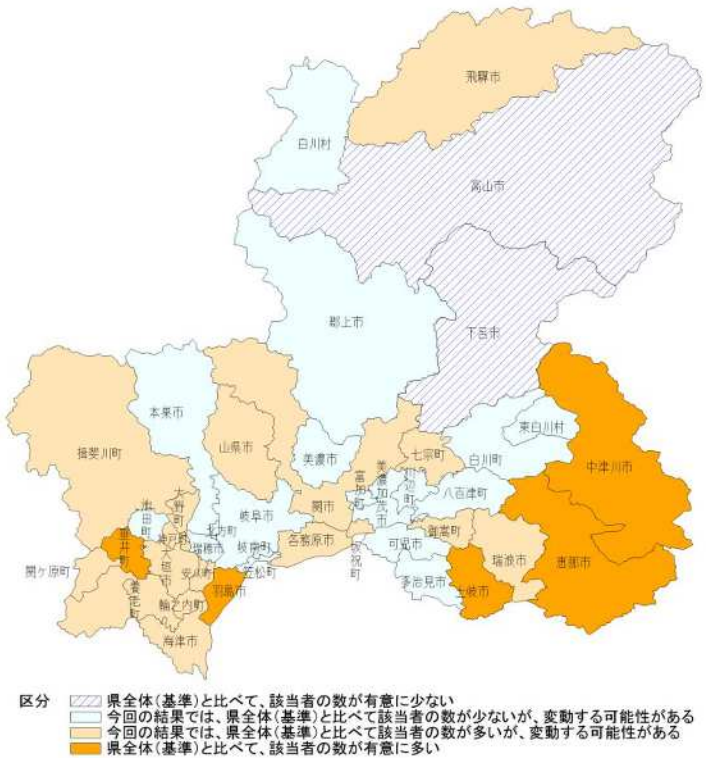 飛騨市
白川村
高山市
郡上市
下呂市
本巣市
山県市
揖斐川町
美濃市
東白川村
白川町
七宗町
中津川市
八百津町
川辺町
美濃加茂市
富加町
関市
岐阜市
大野町
池田町
北方町
神戸町
瑞穂市
垂井町
大垣市
各務原市
坂祝町
可児市
御嵩町
瑞浪市
恵那市
岐南町
笠松町
関ケ原町
安八町
羽島市
多治見市
土岐市
養老町
輪之内町
海津市
区分
県全体(基準)と比べて、該当者の数が有意に少ない
今回の結果では、県全体(基準)と比べて該当者の数が少ないが、変動する可能性がある
今回の結果では、県全体(基準)と比べて該当者の数が多いが、変動する可能性がある
県全体(基準)と比べて、該当者の数が有意に多い